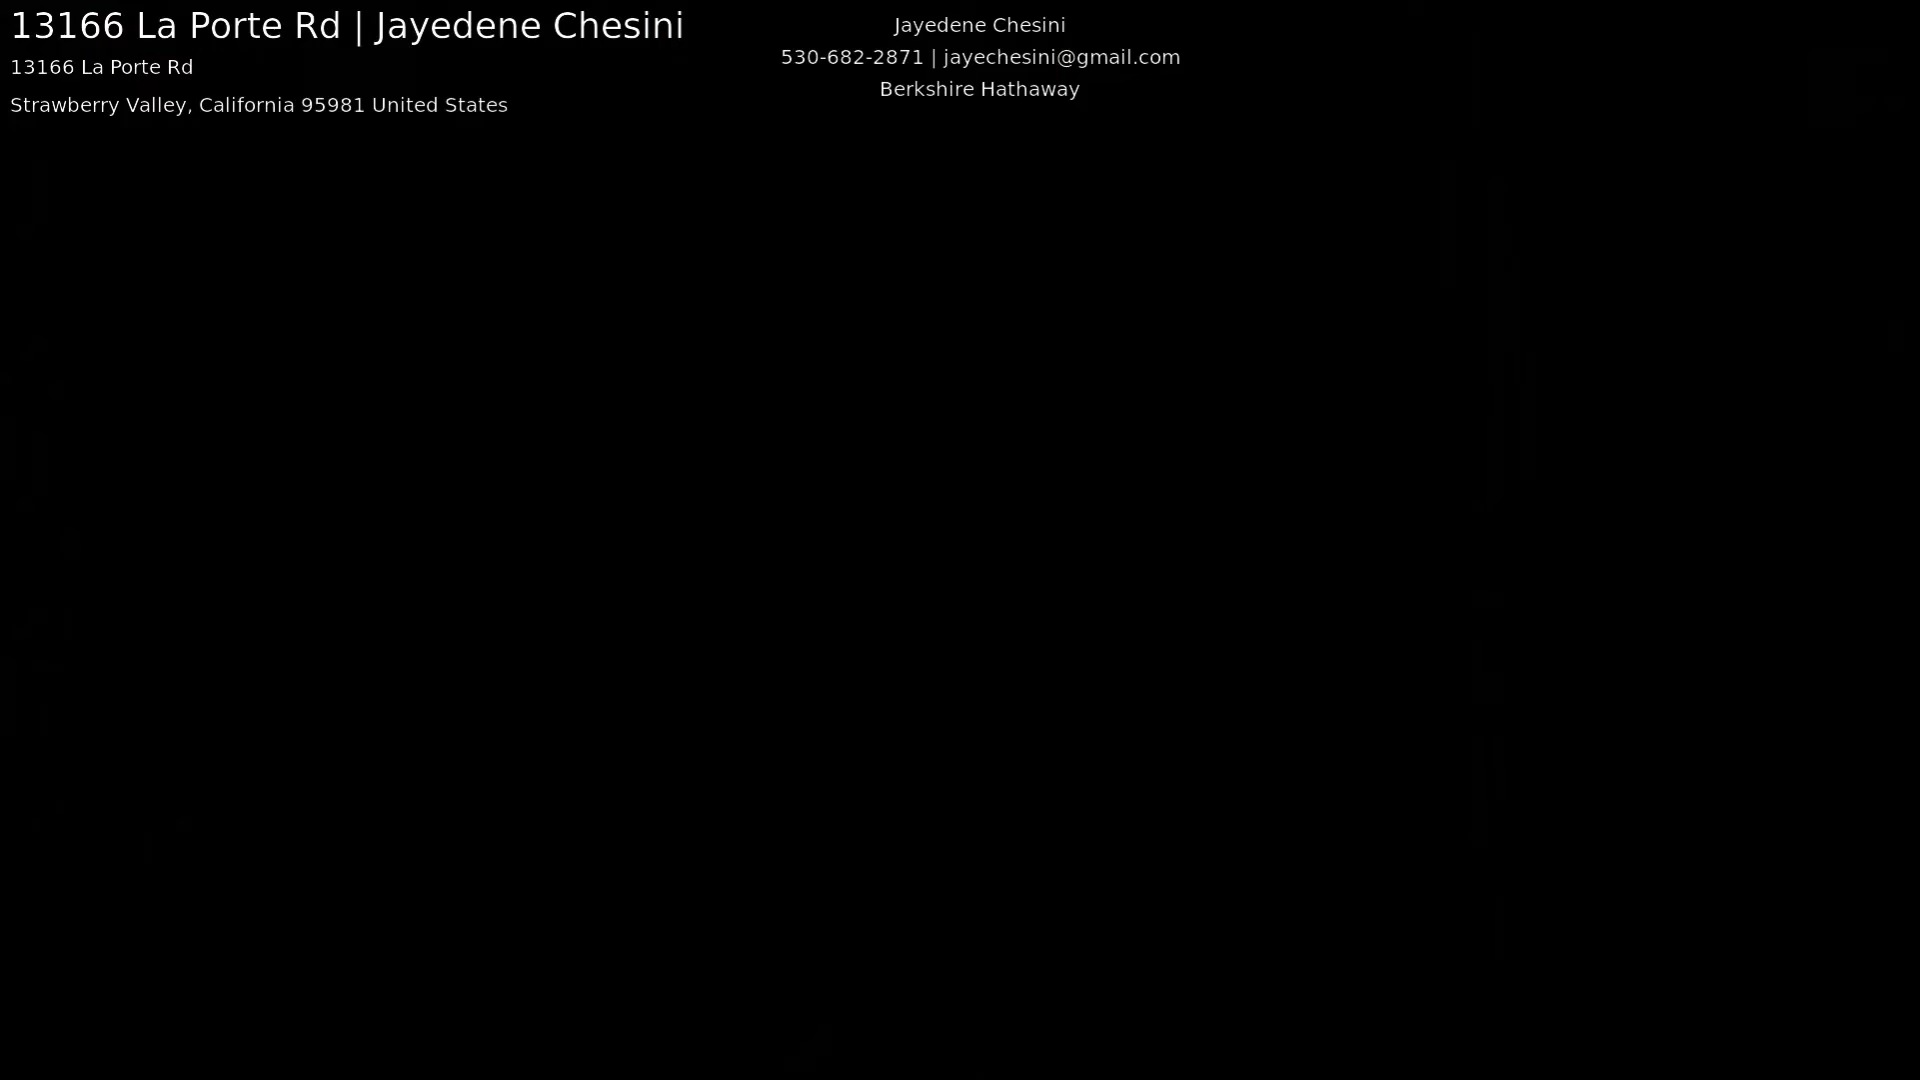 13166 La Porte Rd | Jayedene Chesini
13166 La Porte Rd
Strawberry Valley, California 95981 United States
Jayedene Chesini
530-682-2871 | jayechesini@gmail.com
Berkshire Hathaway